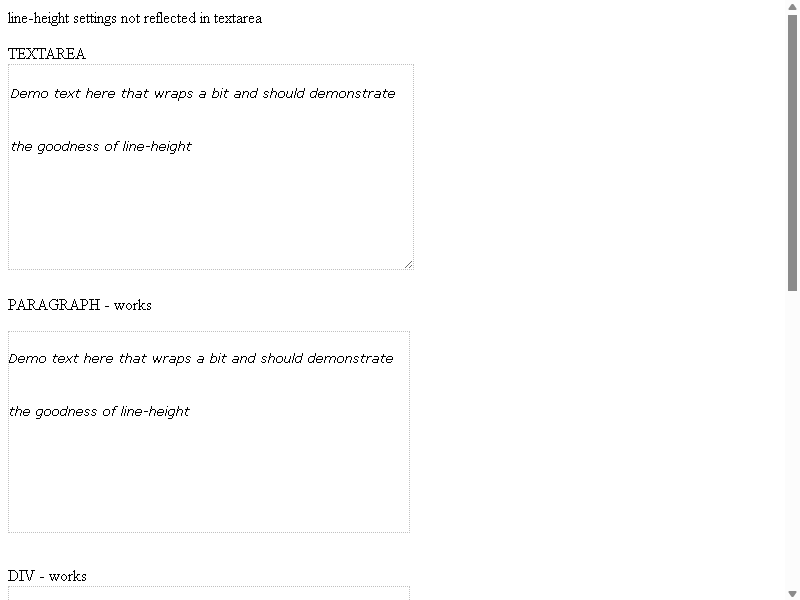 line-height settings not reflected in textarea
TEXTAREA
Demo text here that wraps a bit and should demonstrate
the goodness of line-height
PARAGRAPH - works
Demo text here that wraps a bit and should demonstrate
the goodness of line-height
DIV - works